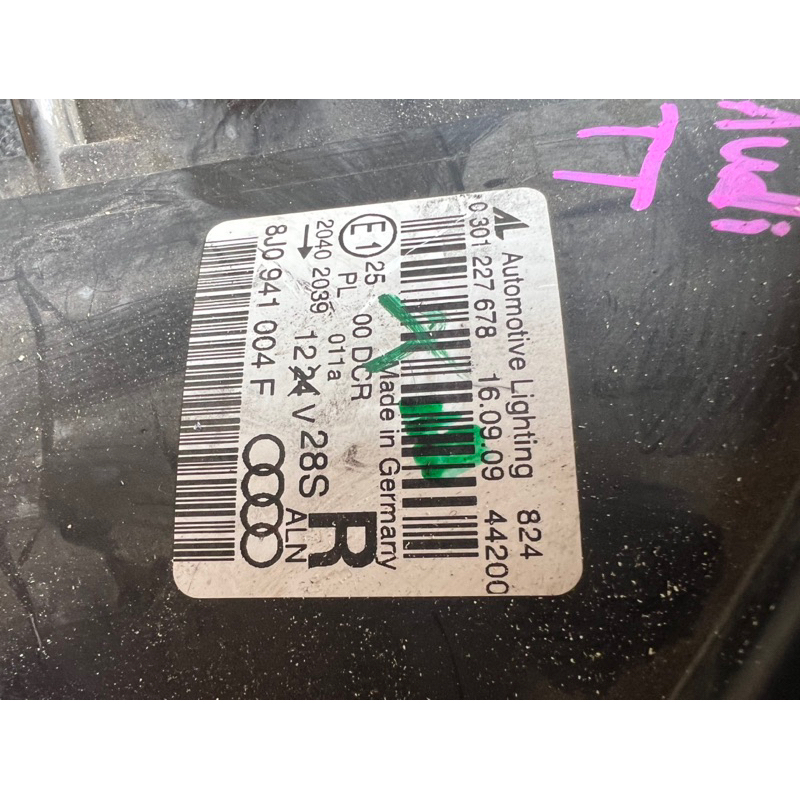 Audi
TT
AL Automotive Lighting 824
0 301 227 678 16.09.09 44200
Made in Germany
E1 25 00 DCR R
PL 011a
2040 2039 1224 V 28S ALN
8J0 941 004 F